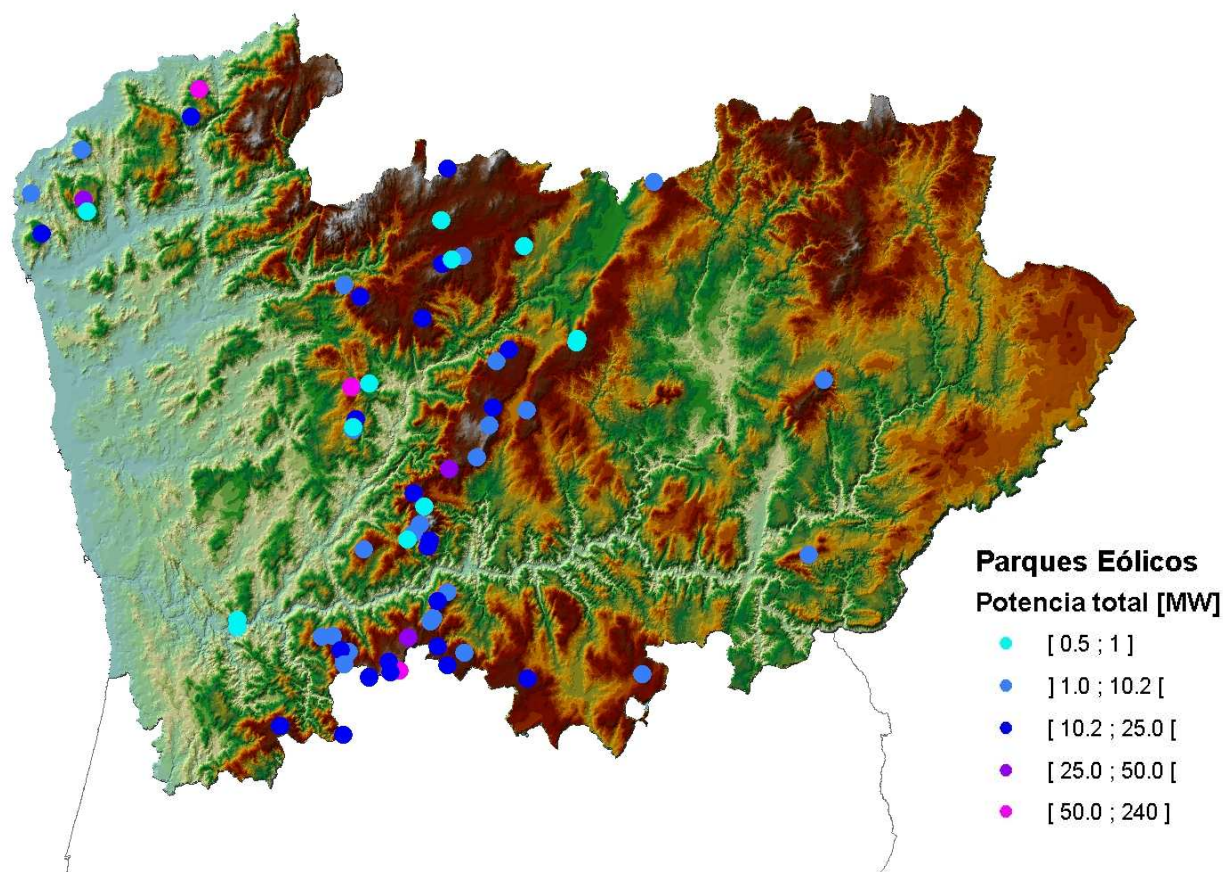 Parques Eólicos
Potencia total [MW]
[ 0.5 ; 1 ]
] 1.0 ; 10.2 [
[ 10.2 ; 25.0 [
[ 25.0 ; 50.0 [
[ 50.0 ; 240 ]